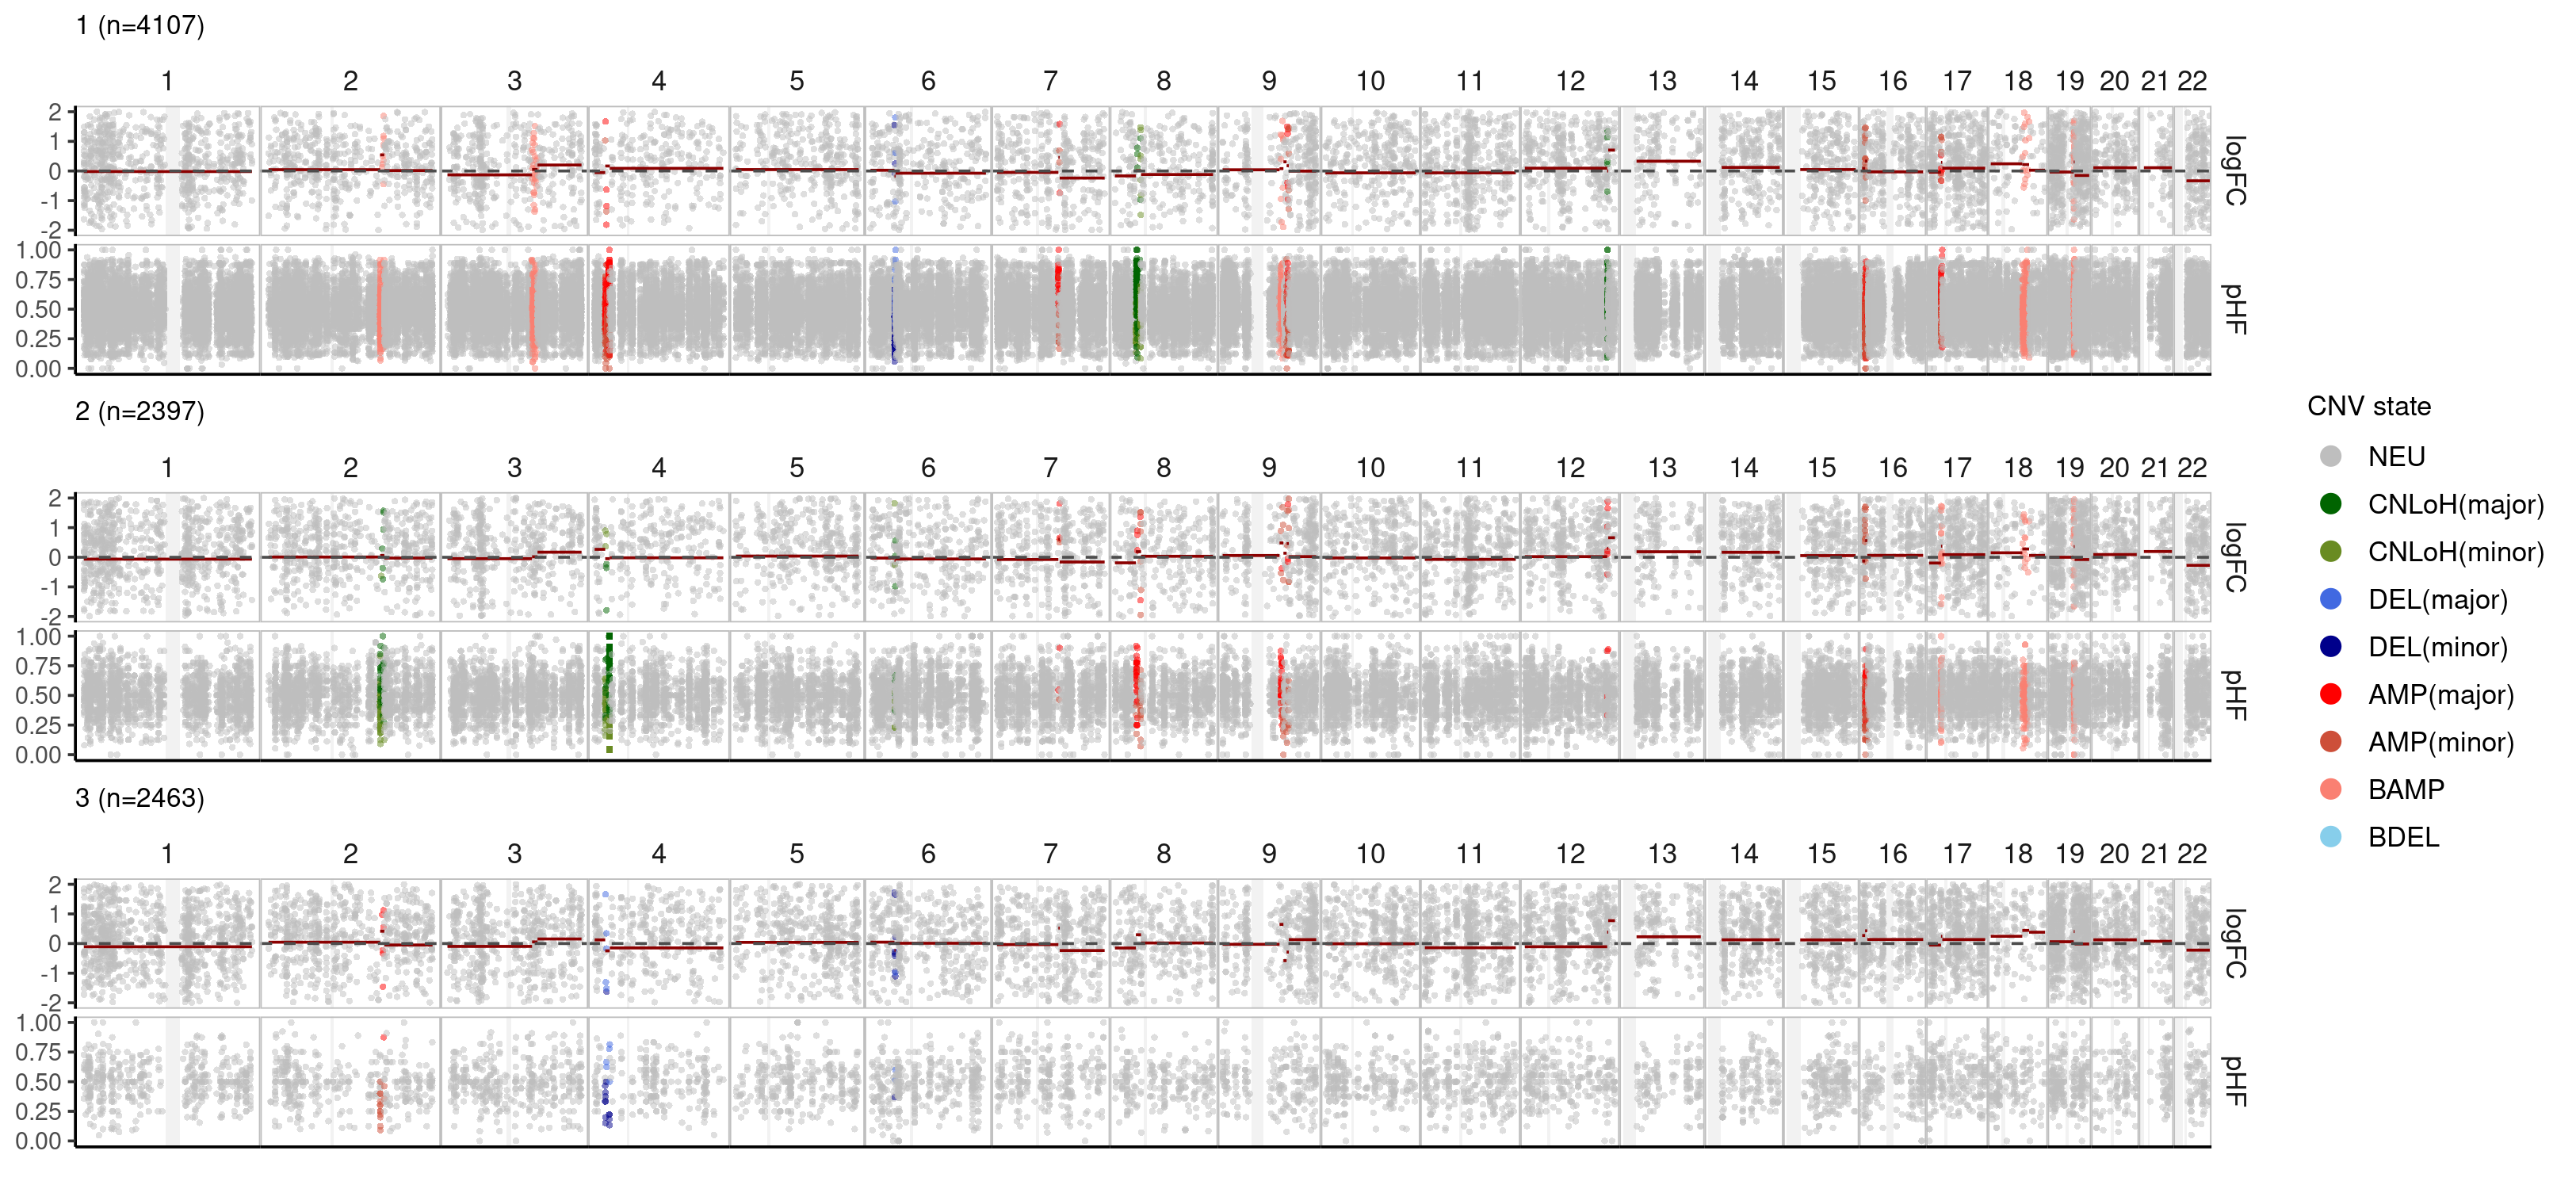 1 (n=4107)
1 2 3 4 5 6 7 8 9 10 11 12 13 14 15 16 17 18 19 20 21 22
2
1
0
-1
-2
logFC
1.00
0.75
0.50
0.25
0.00
pHF
2 (n=2397)
1 2 3 4 5 6 7 8 9 10 11 12 13 14 15 16 17 18 19 20 21 22
2
1
0
-1
-2
logFC
1.00
0.75
0.50
0.25
0.00
pHF
3 (n=2463)
1 2 3 4 5 6 7 8 9 10 11 12 13 14 15 16 17 18 19 20 21 22
2
1
0
-1
-2
logFC
1.00
0.75
0.50
0.25
0.00
pHF
CNV state
NEU
CNLoH(major)
CNLoH(minor)
DEL(major)
DEL(minor)
AMP(major)
AMP(minor)
BAMP
BDEL